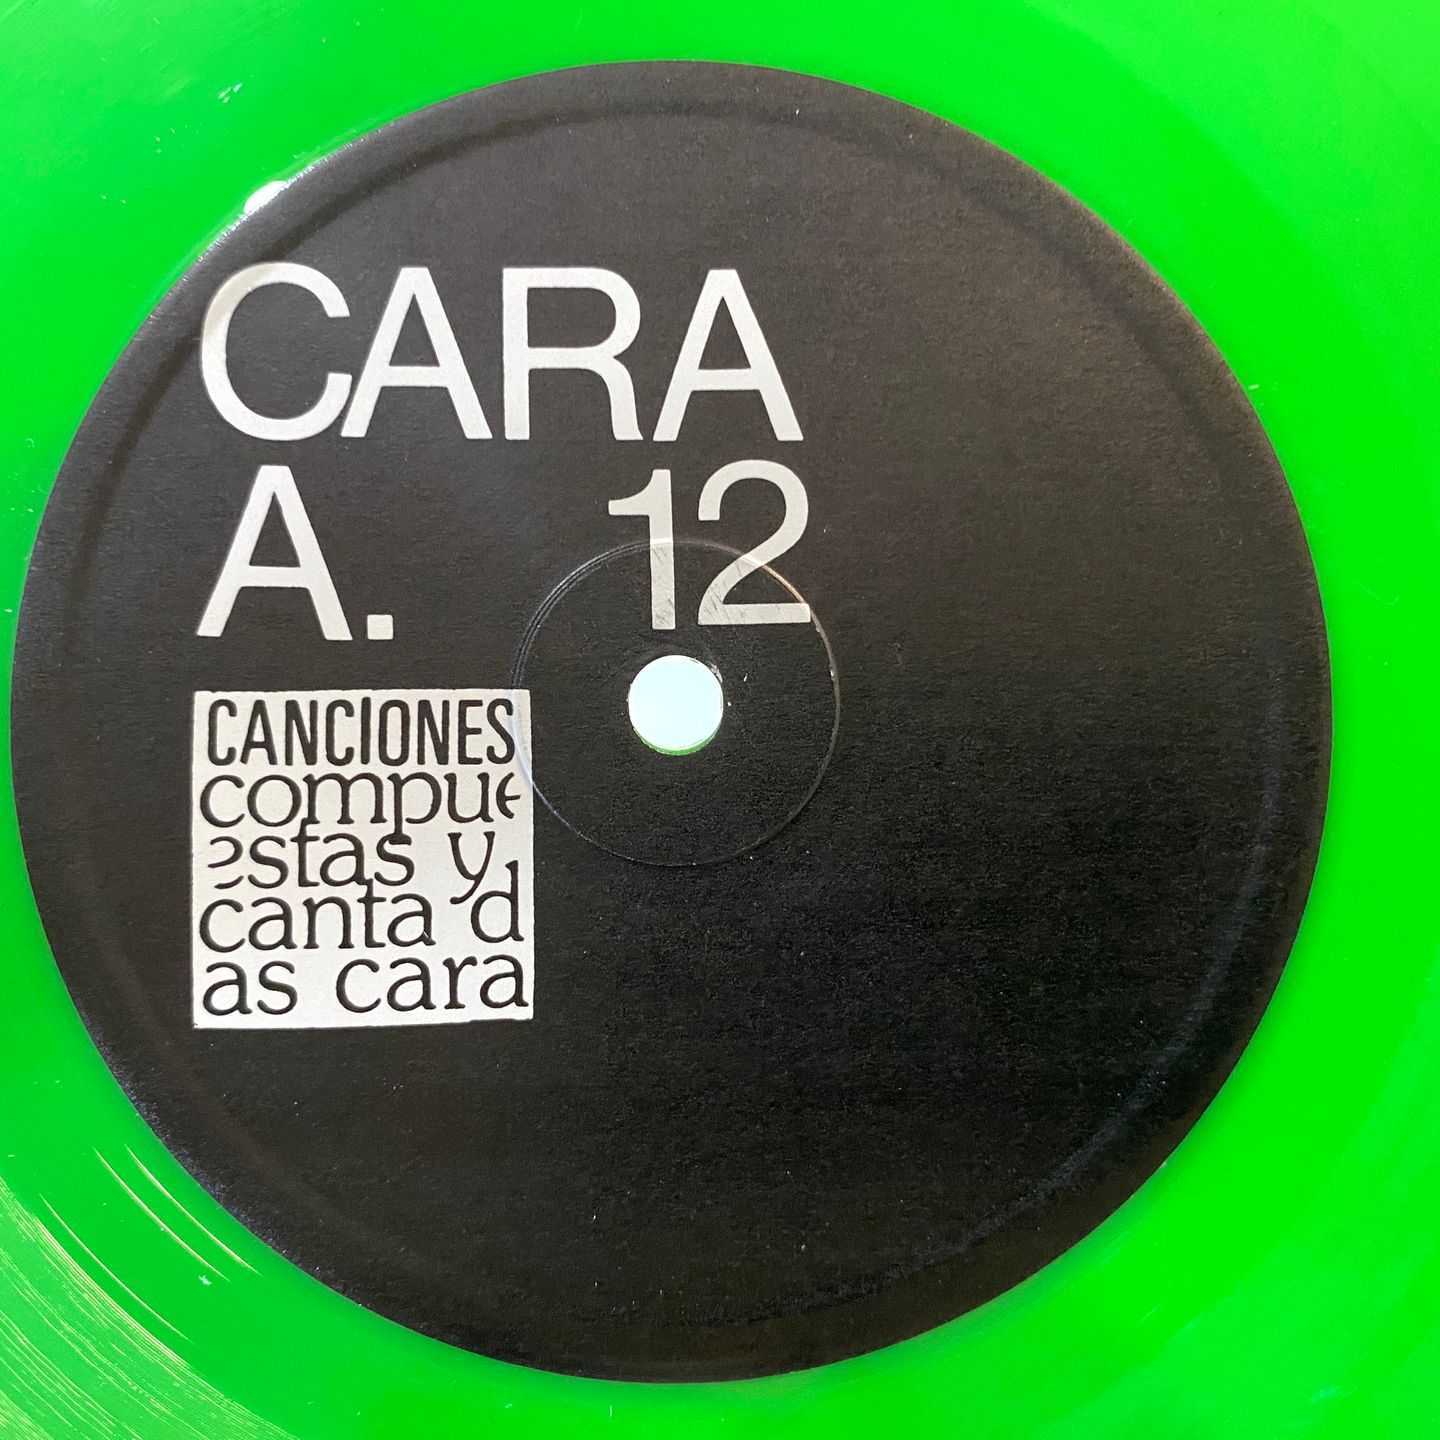 CARA
A. 12
CANCIONES
compue
estas y
canta d
as cara